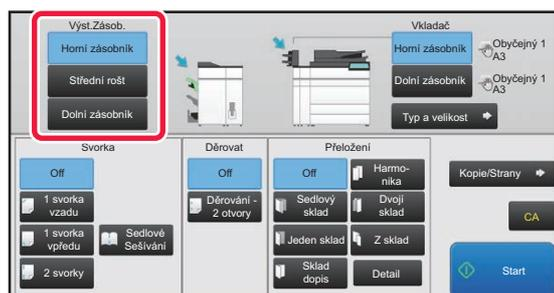 Výst.Zásob.
Horní zásobník
Střední rošt
Dolní zásobník
Vkladač
Horní zásobník
Obyčejný 1
A3
Dolní zásobník
Obyčejný 1
A3
Typ a velikost
Svorka
Off
1 svorka
vzadu
1 svorka
vpředu
Sedlové
Sešívání
2 svorky
Děrovat
Off
Děrování -
2 otvory
Přeložení
Off
Harmo-
nika
Sedlový
sklad
Dvojí
sklad
Jeden sklad
Z sklad
Sklad
dopis
Detail
Kopie/Strany
CA
Start